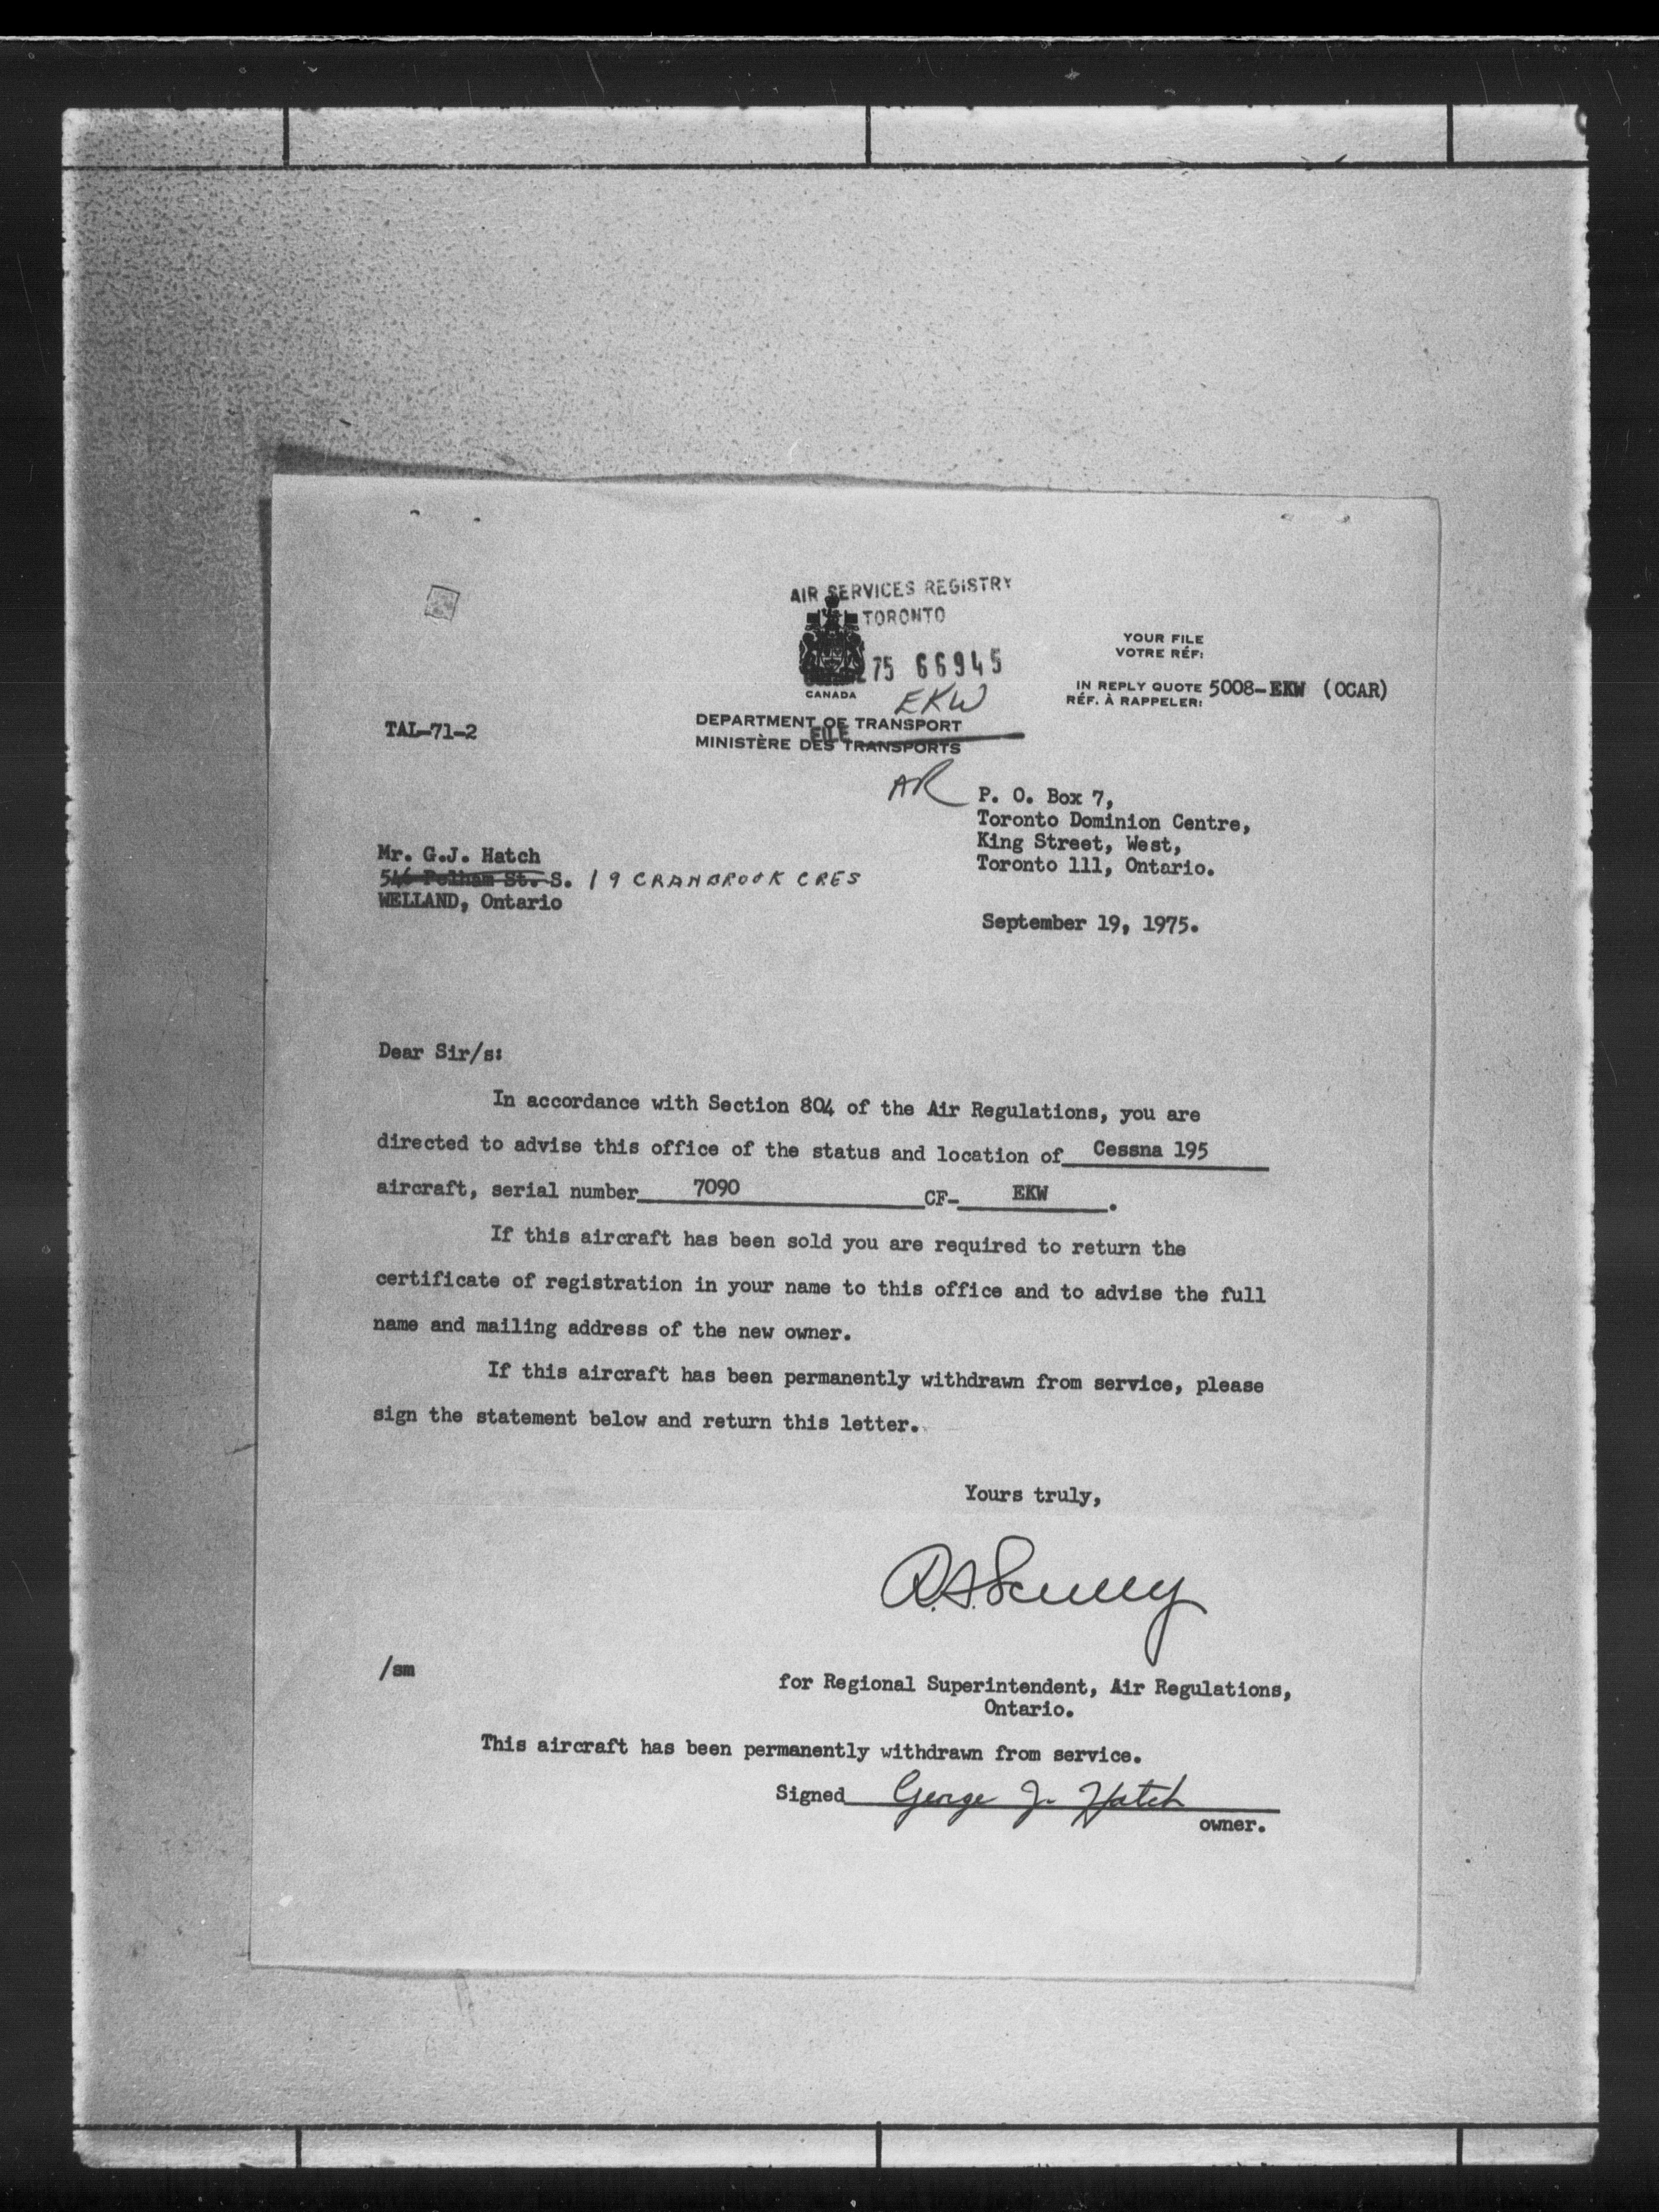 AIR SERVICES REGISTRY
TORONTO
75 66945
CANADA
EKW
YOUR FILE
VOTRE RÉF:
IN REPLY QUOTE 5008-EKW (OCAR)
RÉF. À RAPPELER:
TAL-71-2
DEPARTMENT OF TRANSPORT
FILE
MINISTÈRE DES TRANSPORTS
AR
P. O. Box 7,
Toronto Dominion Centre,
King Street, West,
Toronto 111, Ontario.
Mr. G.J. Hatch
Pelham St. S. 19 CRANBROOK CRES
WELLAND, Ontario
September 19, 1975.
Dear Sir/s:
In accordance with Section 804 of the Air Regulations, you are
directed to advise this office of the status and location of Cessna 195
aircraft, serial number 7090 CF- EKW .
If this aircraft has been sold you are required to return the
certificate of registration in your name to this office and to advise the full
name and mailing address of the new owner.
If this aircraft has been permanently withdrawn from service, please
sign the statement below and return this letter.
Yours truly,
/sm
for Regional Superintendent, Air Regulations,
Ontario.
This aircraft has been permanently withdrawn from service.
Signed George J. Hatch
owner.